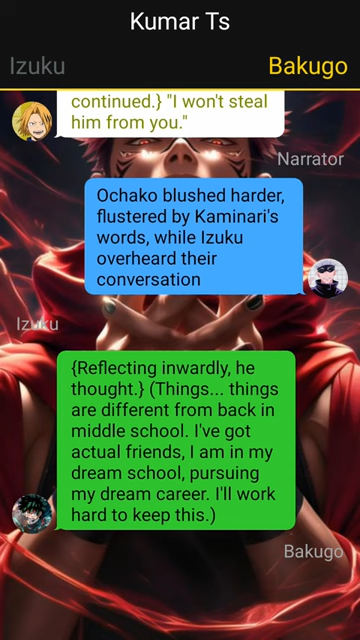 Kumar Ts
Izuku
Bakugo
continued.} "I won't steal
him from you."
Narrator
Ochako blushed harder,
flustered by Kaminari's
words, while Izuku
overheard their
conversation
Izuku
{Reflecting inwardly, he
thought.} (Things... things
are different from back in
middle school. I've got
actual friends, I am in my
dream school, pursuing
my dream career. I'll work
hard to keep this.)
Bakugo